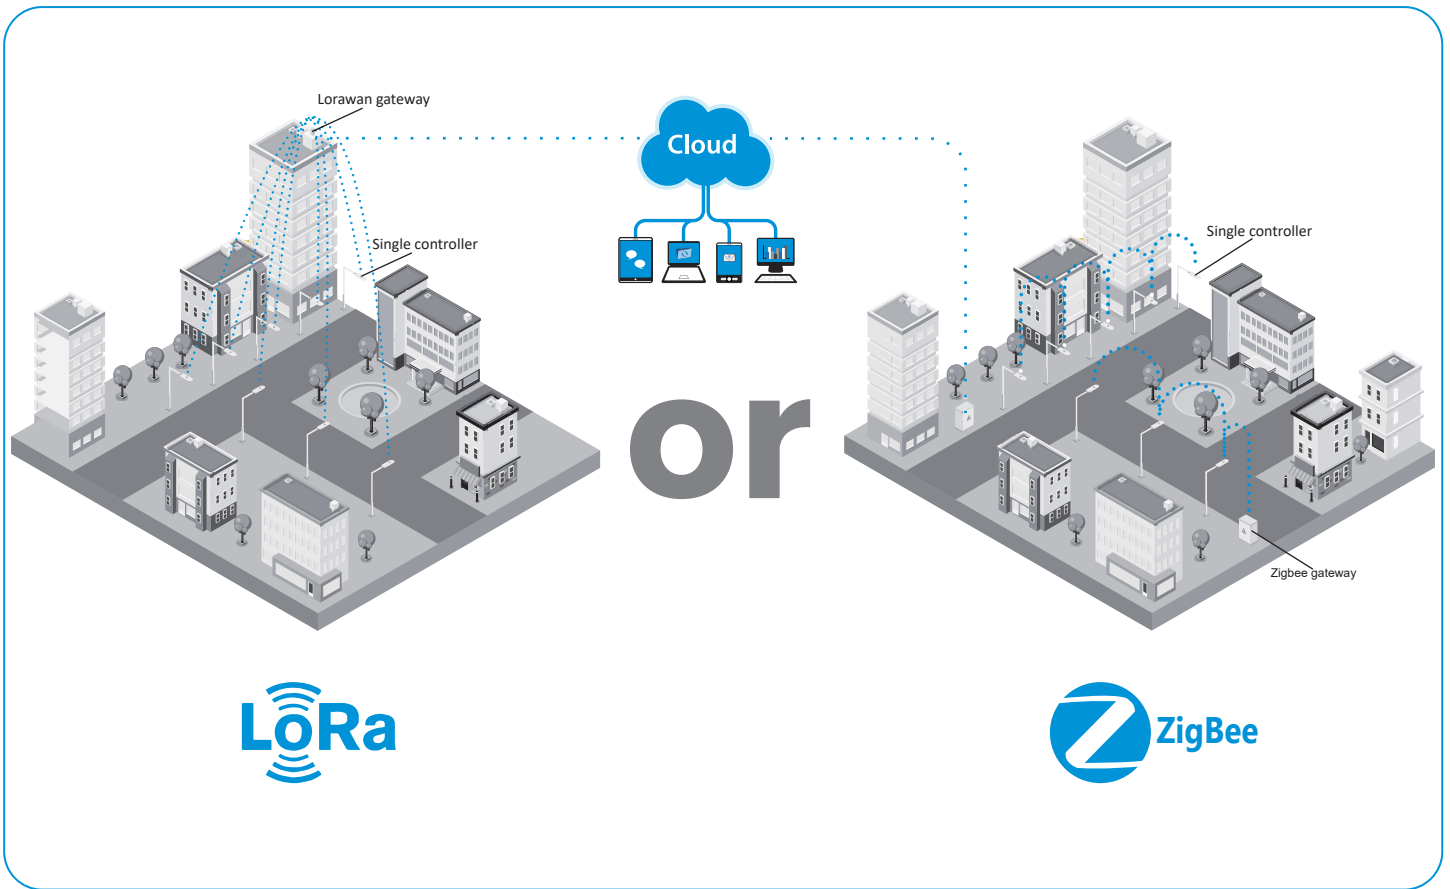 Lorawan gateway
Cloud
Single controller
Single controller
or
Zigbee gateway
LoRa
ZigBee